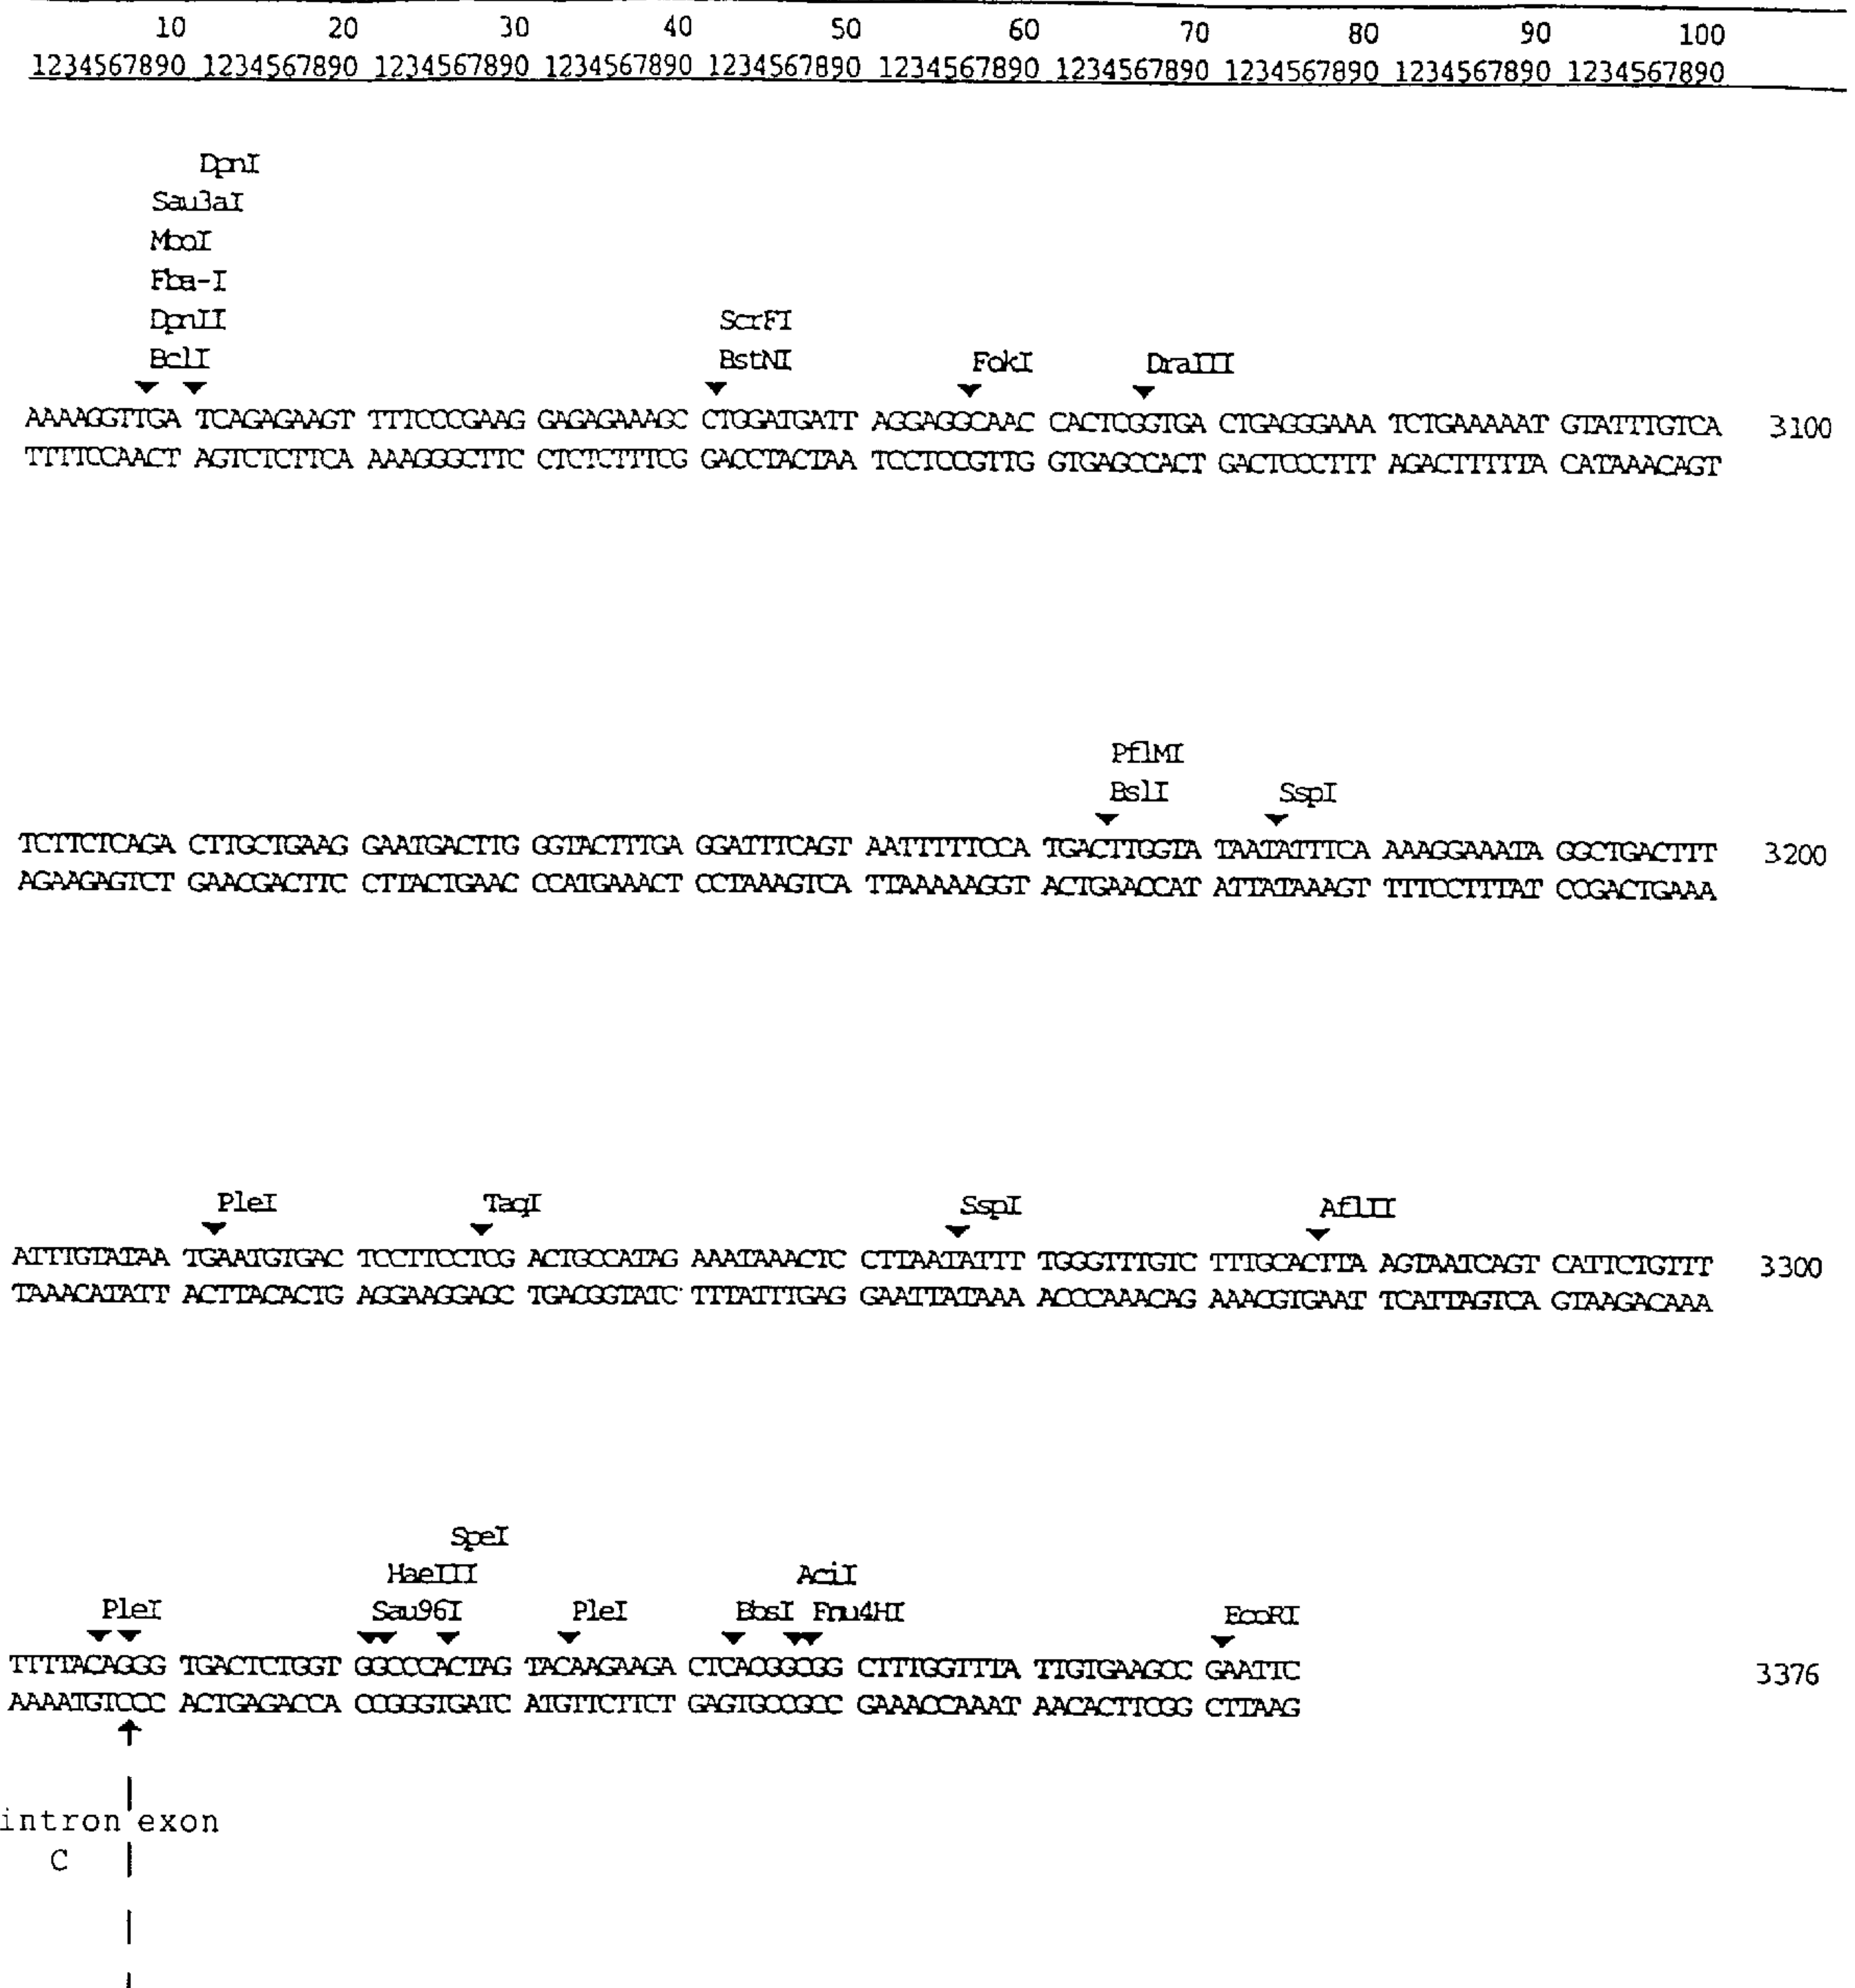 10 20 30 40 50 60 70 80 90 100
1234567890 1234567890 1234567890 1234567890 1234567890 1234567890 1234567890 1234567890 1234567890 1234567890
DpnI
Sau3aI
MboI
Fba-I
DpnII ScrFI
BclI BstNI FokI DraIII
AAAAGGTTGA TCAGAGAAGT TTTCCCGAAG GAGAGAAAGC CTGGATGATT AGGAGGCAAC CACTCGGTGA CTGAGGGAAA TCTGAAAAAT GTATTTGTCA 3100
TTTTCCAACT AGTCTCTTCA AAAGGGCTTC CTCTCTTTCG GACCTACTAA TCCTCCGTTG GTGAGCCACT GACTCCCTTT AGACTTTTTA CATAAACAGT
PflMI
BslI SspI
TCTTCTCAGA CTTGCTGAAG GAATGACTTG GGTACTTTGA GGATTTCAGT AATTTTTCCA TGACTTGGTA TAATATTTCA AAAGGAAATA GGCTGACTTT 3200
AGAAGAGTCT GAACGACTTC CTTACTGAAC CCATGAAACT CCTAAAGTCA TTAAAAAGGT ACTGAACCAT ATTATAAAGT TTTCCTTTAT CCGACTGAAA
PleI TaqI SspI AflII
ATTTGTATAA TGAATGTGAC TCCTTCCTCG ACTGCCATAG AAATAAACTC CTTAATATTT TGGGTTTGTC TTTGCACTTA AGTAATCAGT CATTCTGTTT 3300
TAAACATATT ACTTACACTG AGGAAGGAGC TGACGGTATC TTTATTTGAG GAATTATAAA ACCCAAACAG AAACGTGAAT TCATTAGTCA GTAAGACAAA
SpeI
HaeIII AciI
PleI Sau96I PleI BbsI Fnu4HI EcoRI
TTTTACAGGG TGACTCTGGT GGCCCACTAG TACAAGAAGA CTCACGGCGG CTTTGGTTTA TTGTGAAGCC GAATTC 3376
AAAATGTCCC ACTGAGACCA CCGGGTGATC ATGTTCTTCT GAGTGCCGCC GAAACCAAAT AACACTTCGG CTTAAG
intron exon
C